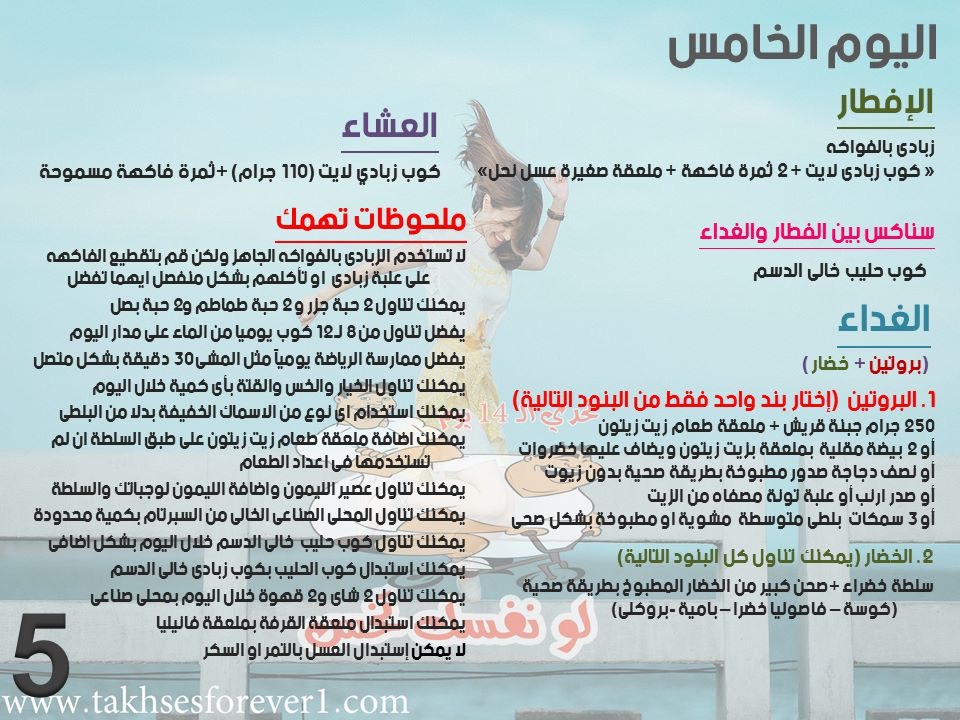 اليوم الخامس
الإفطار
زبادى بالفواكه
« كوب زبادى لايت + 2 ثمرة فاكهة + ملعقة صغيرة عسل لحل»
سناكس بين الفطار والغداء
كوب حليب خالى الدسم
الغداء
(بروتين + خضار )
1. البروتين (إختار بند واحد فقط من البنود التالية)
250 جرام جبنة قريش + ملعقة طعام زيت زيتون
أو 2 بيضة مقلية بملعقة بزيت زيتون ويضاف عليها خضروات
أو نصف دجاجة صدور مطبوخة بطريقة صحية بدون زيوت
أو صدر ارنب أو علبة تونة مصفاه من الزيت
أو 3 سمكات بلطى متوسطة مشوية او مطبوخة بشكل صحى
2. الخضار (يمكنك تناول كل البنود التالية)
سلطة خضراء +صحن كبير من الخضار المطبوخ بطريقة صحية
(كوسة – فاصوليا خضرا – بامية -بروكلى)
العشاء
كوب زبادي لايت (110 جرام) +ثمرة فاكهة مسموحة
ملحوظات تهمك
لا تستخدم الزبادى بالفواكه الجاهز ولكن قم بتقطيع الفاكهه
على علبة زبادى او تأكلهم بشكل منفصل ايهما تفضل
يمكنك تناول 2 حبة جزر و 2 حبة طماطم و2 حبة بصل
يفضل تناول من 8 لـ12 كوب يوميا من الماء على مدار اليوم
يفضل ممارسة الرياضة يومياً مثل المشى30 دقيقة بشكل متصل
يمكنك تناول الخيار والخس والقتة بأى كمية خلال اليوم
يمكنك استخدام اى نوع من الاسماك الخفيفة بدلا من البلطى
يمكنك اضافة ملعقة طعام زيت زيتون على طبق السلطة ان لم
تستخدمها فى اعداد الطعام
يمكنك تناول عصير الليمون واضافة الليمون لوجباتك والسلطة
يمكنك تناول المحلى الصناعى الخالى من السبرتام بكمية محدودة
يمكنك تناول كوب حليب خالى الدسم خلال اليوم بشكل اضافى
يمكنك إستبدال كوب الحليب بكوب زبادى خالى الدسم
يمكنك تناول 2 شاى و2 قهوة خلال اليوم بمحلى صناعى
يمكنك استبدال ملعقة القرفة بملعقة فانيليا
لا يمكن إستبدال العسل بالتمر او السكر
تحدي الـ 14 يوم
لو نفسك تخس
5
www.takhsesforever1.com